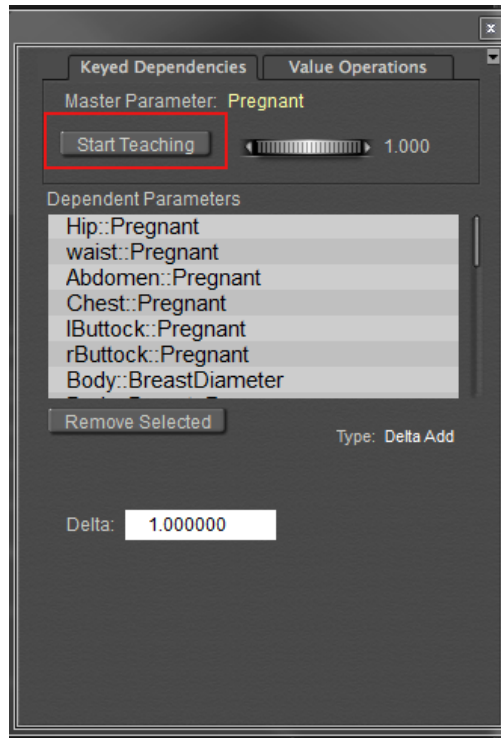 x
Keyed Dependencies Value Operations
Master Parameter: Pregnant
Start Teaching 1.000
Dependent Parameters
Hip::Pregnant
waist::Pregnant
Abdomen::Pregnant
Chest::Pregnant
lButtock::Pregnant
rButtock::Pregnant
Body::BreastDiameter
Remove Selected
Type: Delta Add
Delta: 1.000000